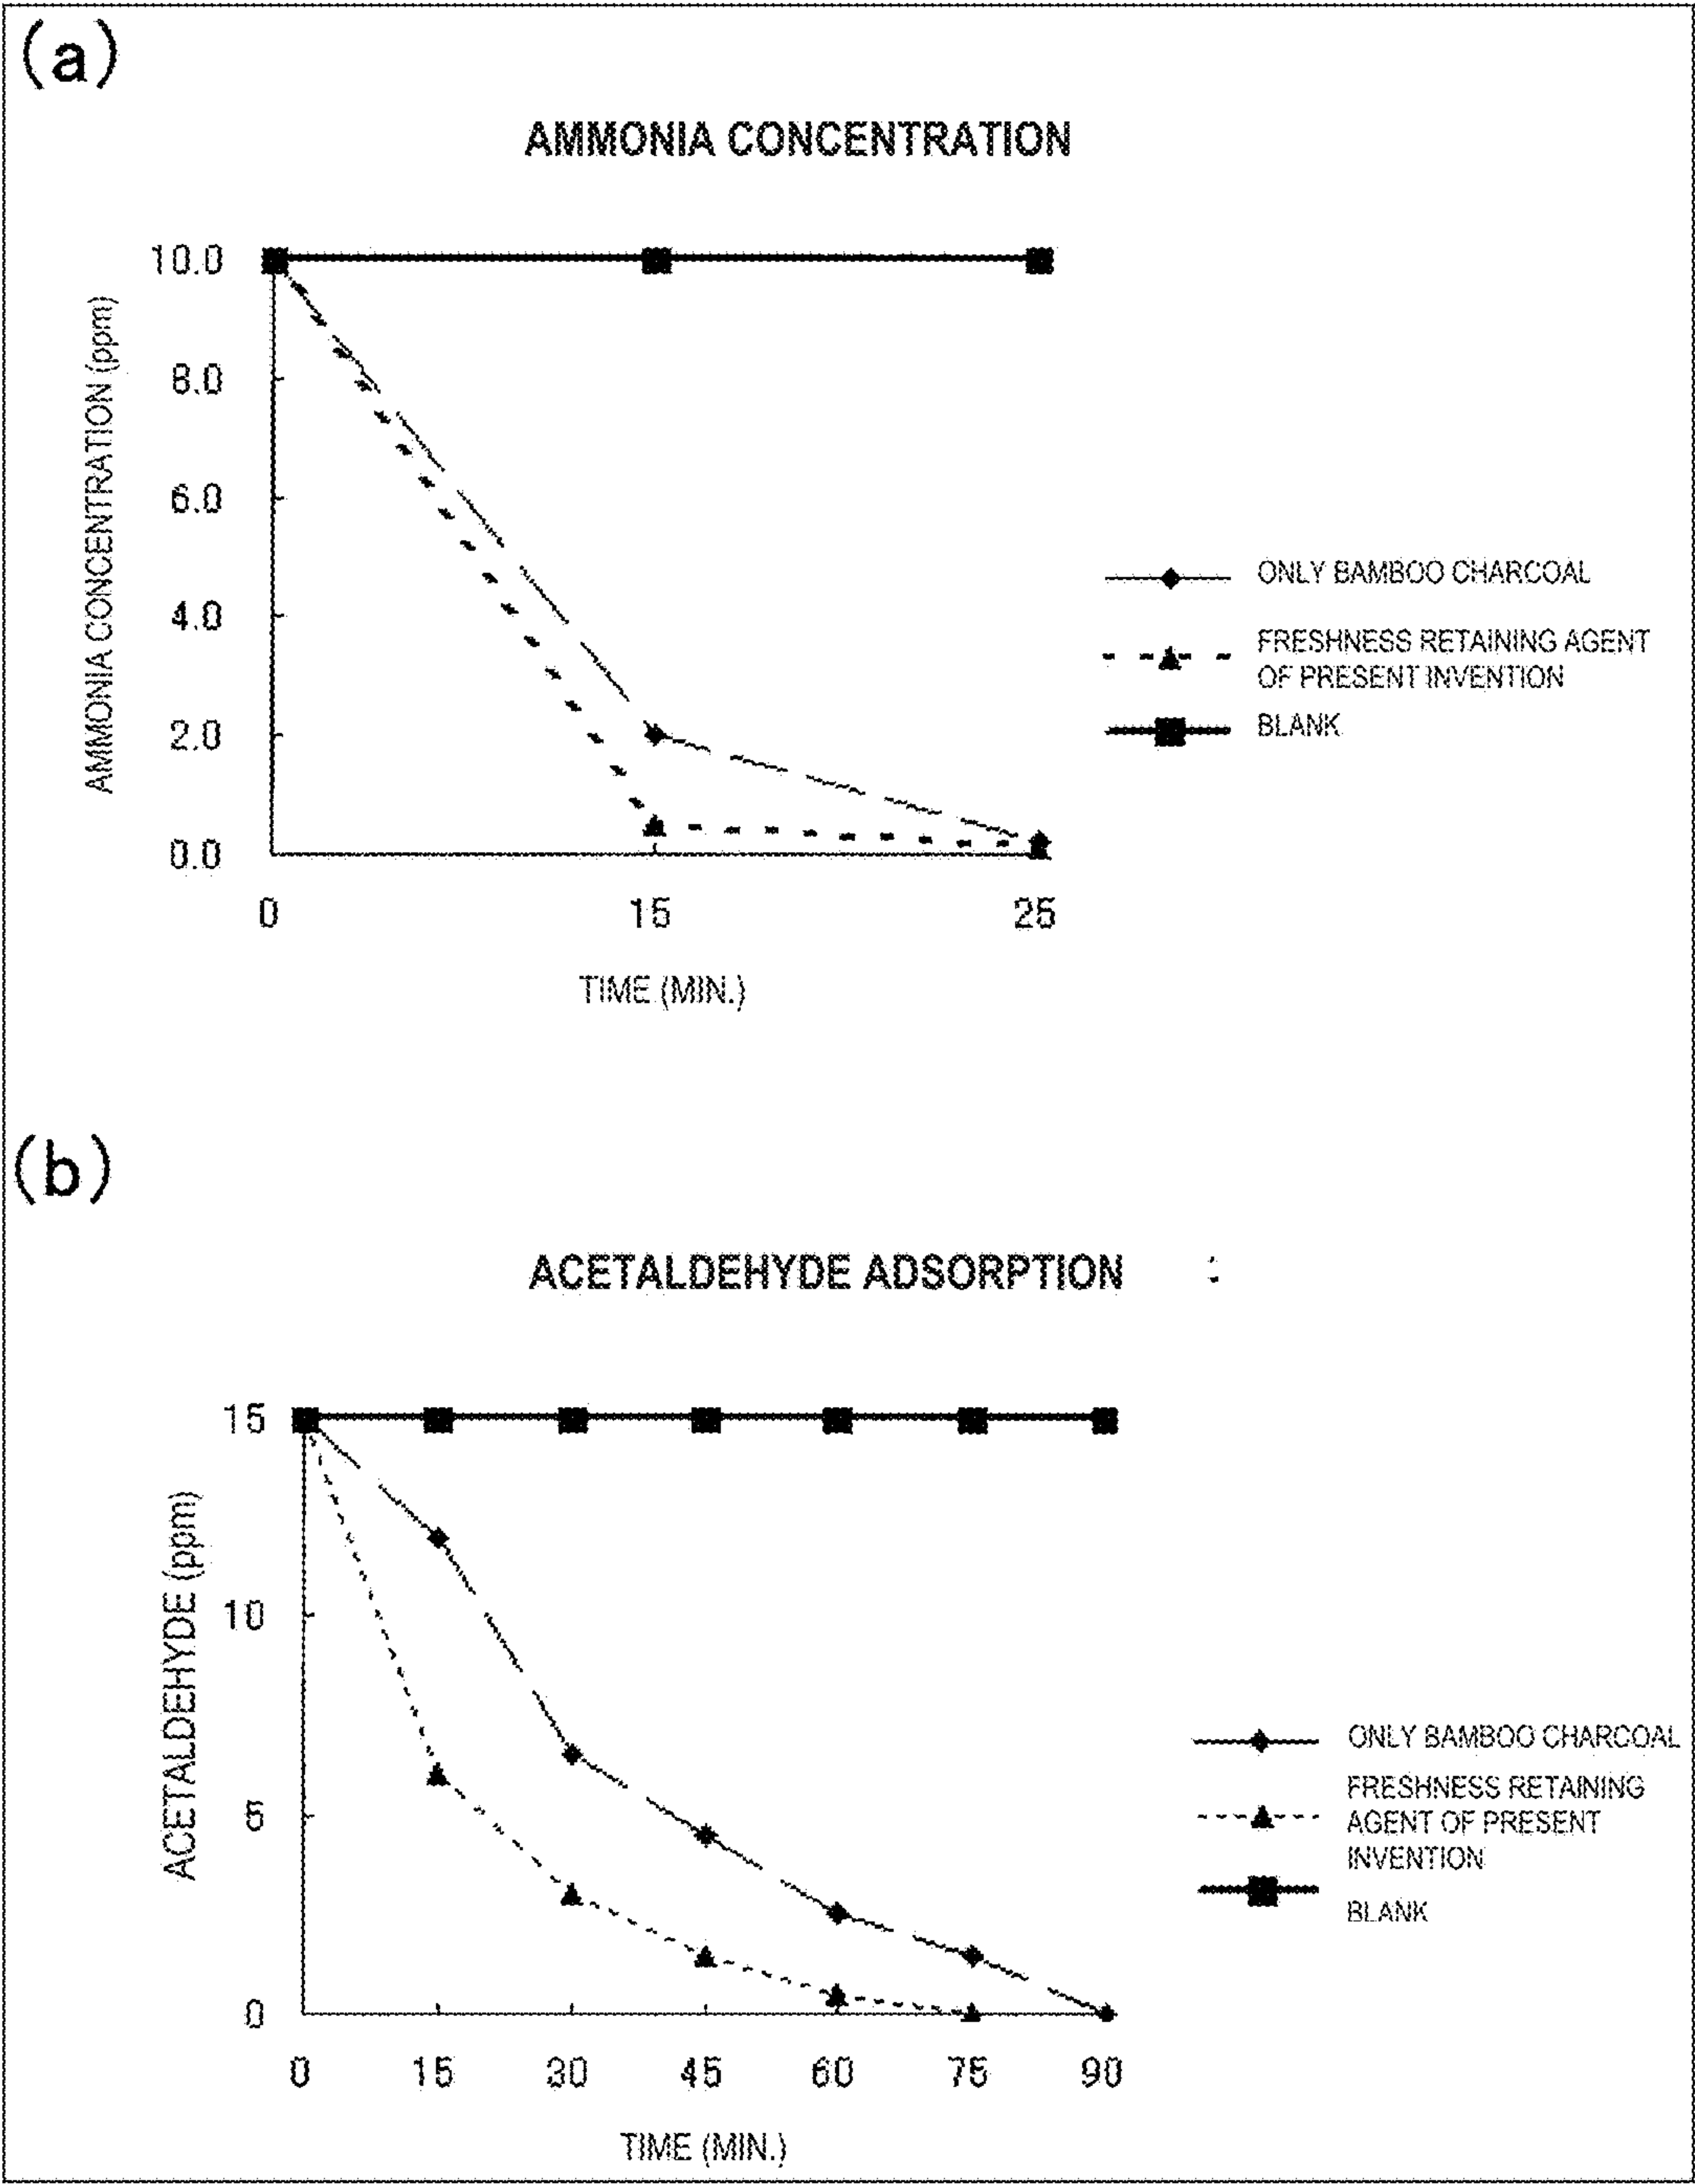 (a)
AMMONIA CONCENTRATION
AMMONIA CONCENTRATION (ppm)
10.0
8.0
6.0
4.0
2.0
0.0
0 15 25
TIME (MIN.)
ONLY BAMBOO CHARCOAL
FRESHNESS RETAINING AGENT
OF PRESENT INVENTION
BLANK
(b)
ACETALDEHYDE ADSORPTION
ACETALDEHYDE (ppm)
15
10
5
0
0 15 30 45 60 75 90
TIME (MIN.)
ONLY BAMBOO CHARCOAL
FRESHNESS RETAINING
AGENT OF PRESENT
INVENTION
BLANK